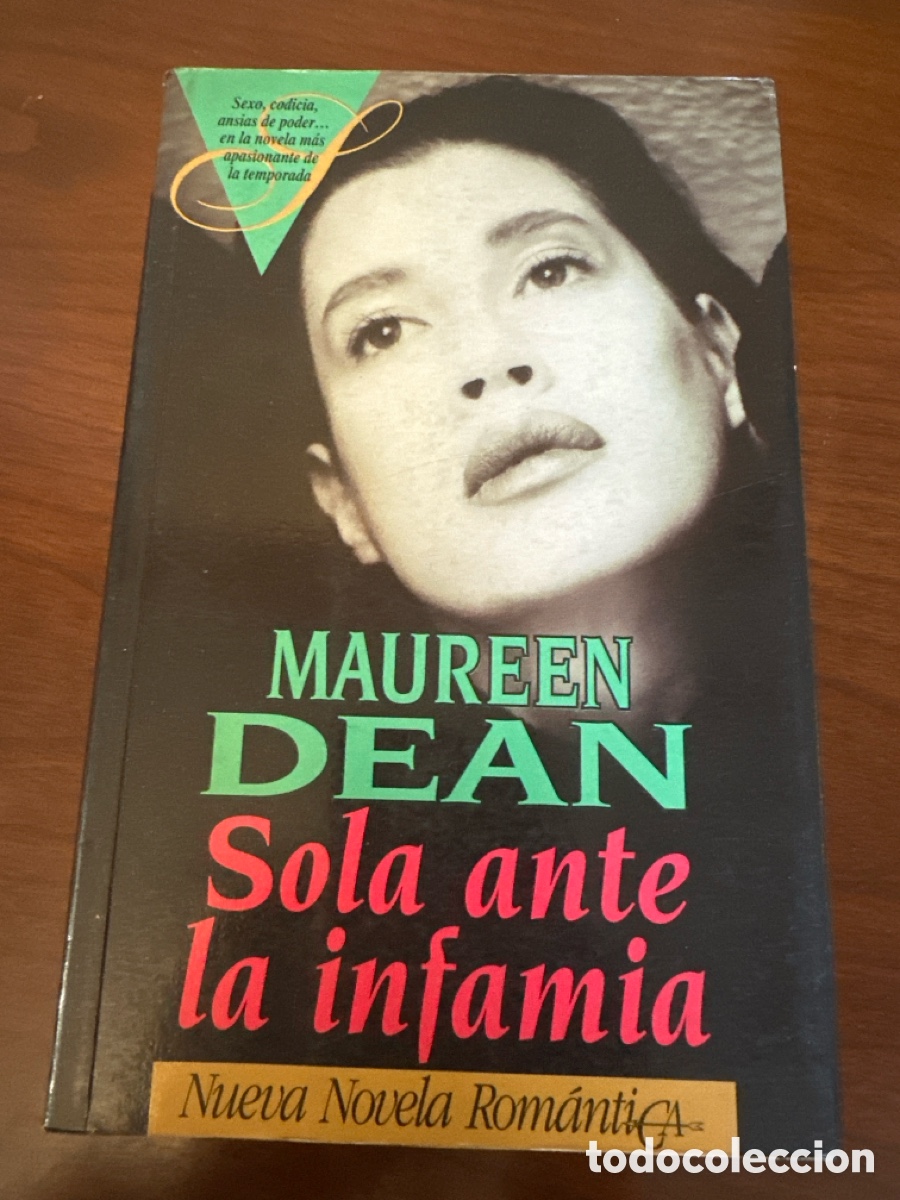 Sexo, codicia,
ansias de poder...
en la novela más
apasionante de
la temporada
S
MAUREEN
DEAN
Sola ante
la infamia
Nueva Novela RomántiCA
todocoleccion